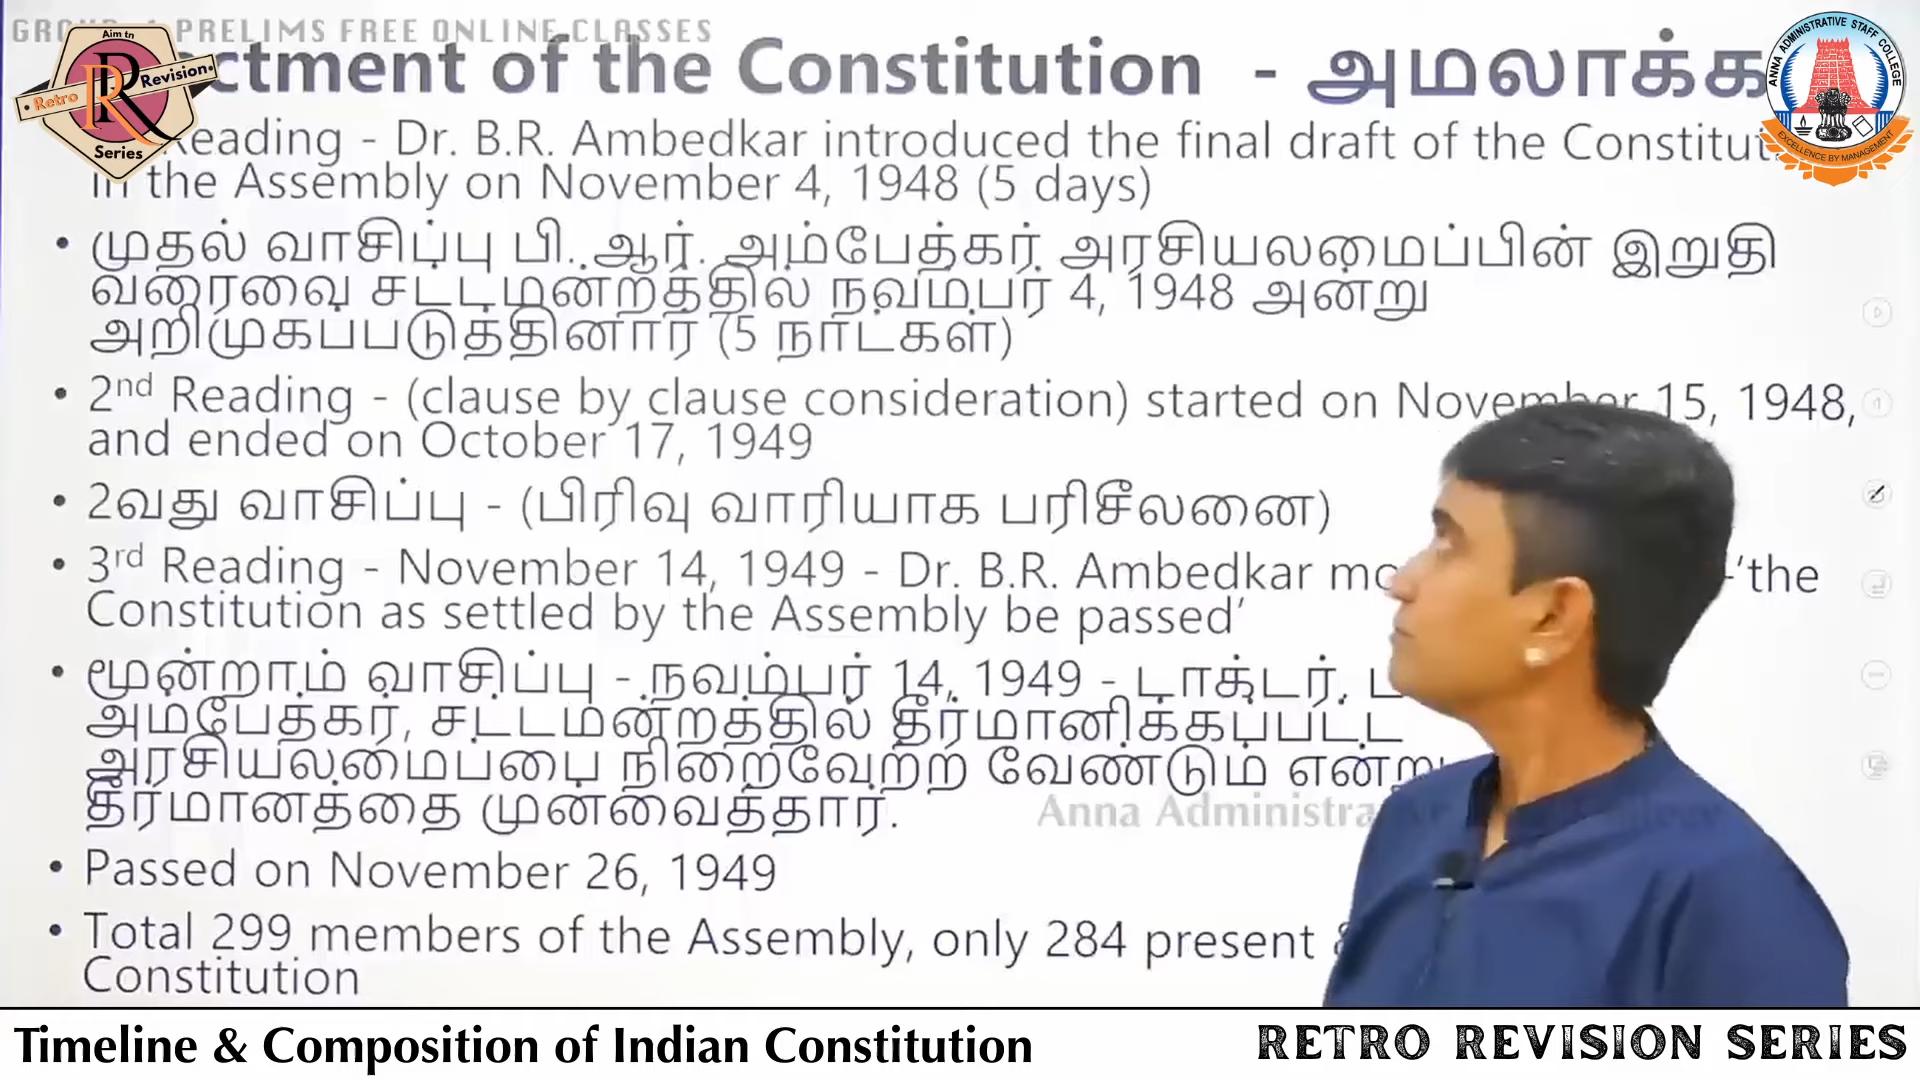 PRELIMS FREE ONLINE CLASSES
Aim tn
Retro
RR
Revision
Series
ctment of the Constitution - அமலாக்க
ANNA ADMINISTRATIVE STAFF COLLEGE
EXCELLENCE BY MANAGEMENT
Reading - Dr. B.R. Ambedkar introduced the final draft of the Constitut
in the Assembly on November 4, 1948 (5 days)
• முதல் வாசிப்பு பி. ஆர். அம்பேத்கர் அரசியலமைப்பின் இறுதி
வரைவை சட்டமன்றத்தில் நவம்பர் 4, 1948 அன்று
அறிமுகப்படுத்தினார் (5 நாட்கள்)
• 2nd Reading - (clause by clause consideration) started on November 15, 1948,
and ended on October 17, 1949
• 2வது வாசிப்பு - (பிரிவு வாரியாக பரிசீலனை)
• 3rd Reading - November 14, 1949 - Dr. B.R. Ambedkar mo 'the
Constitution as settled by the Assembly be passed'
• மூன்றாம் வாசிப்பு - நவம்பர் 14, 1949 - டாக்டர்.
அம்பேத்கர், சட்டமன்றத்தில் தீர்மானிக்கப்பட்ட
அரசியலமைப்பை நிறைவேற்ற வேண்டும் என்று
தீர்மானத்தை முன்வைத்தார்.
Anna Administra
• Passed on November 26, 1949
• Total 299 members of the Assembly, only 284 present
Constitution
Timeline & Composition of Indian Constitution
RETRO REVISION SERIES